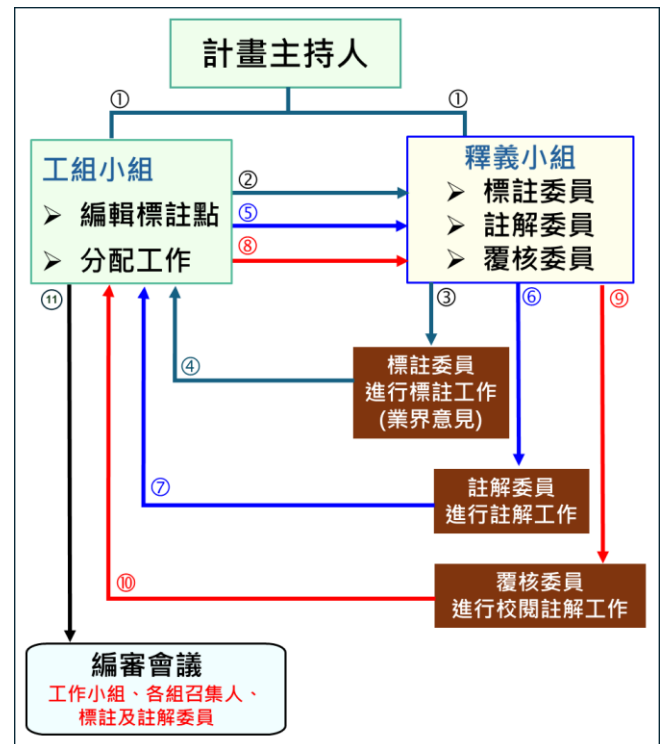 計畫主持人
① ①
工組小組
➢ 編輯標註點
➢ 分配工作
②
⑤
⑧
釋義小組
➢ 標註委員
➢ 註解委員
➢ 覆核委員
⑪ ③ ⑥ ⑨
④
標註委員
進行標註工作
(業界意見)
⑦
註解委員
進行註解工作
⑩
覆核委員
進行校閱註解工作
編審會議
工作小組、各組召集人、
標註及註解委員